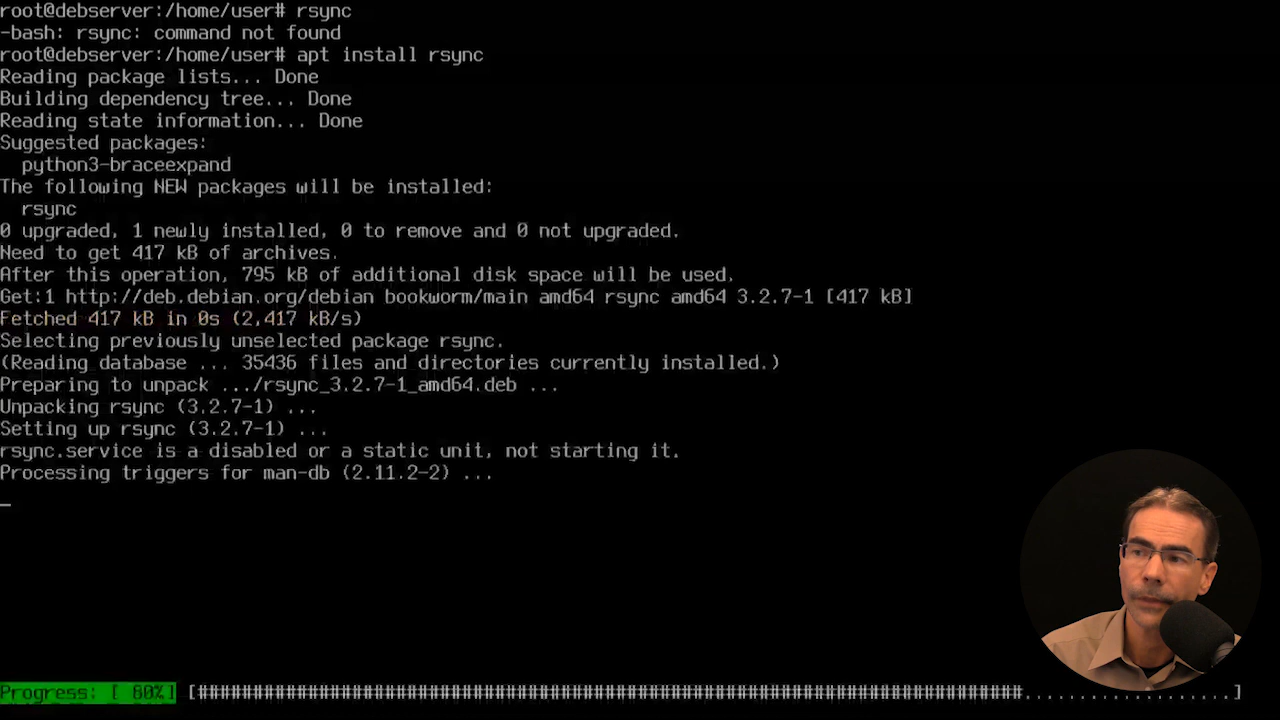 root@debserver:/home/user# rsync
-bash: rsync: command not found
root@debserver:/home/user# apt install rsync
Reading package lists... Done
Building dependency tree... Done
Reading state information... Done
Suggested packages:
  python3-braceexpand
The following NEW packages will be installed:
  rsync
0 upgraded, 1 newly installed, 0 to remove and 0 not upgraded.
Need to get 417 kB of archives.
After this operation, 795 kB of additional disk space will be used.
Get:1 http://deb.debian.org/debian bookworm/main amd64 rsync amd64 3.2.7-1 [417 kB]
Fetched 417 kB in 0s (2,417 kB/s)
Selecting previously unselected package rsync.
(Reading database ... 35436 files and directories currently installed.)
Preparing to unpack .../rsync_3.2.7-1_amd64.deb ...
Unpacking rsync (3.2.7-1) ...
Setting up rsync (3.2.7-1) ...
rsync.service is a disabled or a static unit, not starting it.
Processing triggers for man-db (2.11.2-2) ...
Progress: [ 80%]